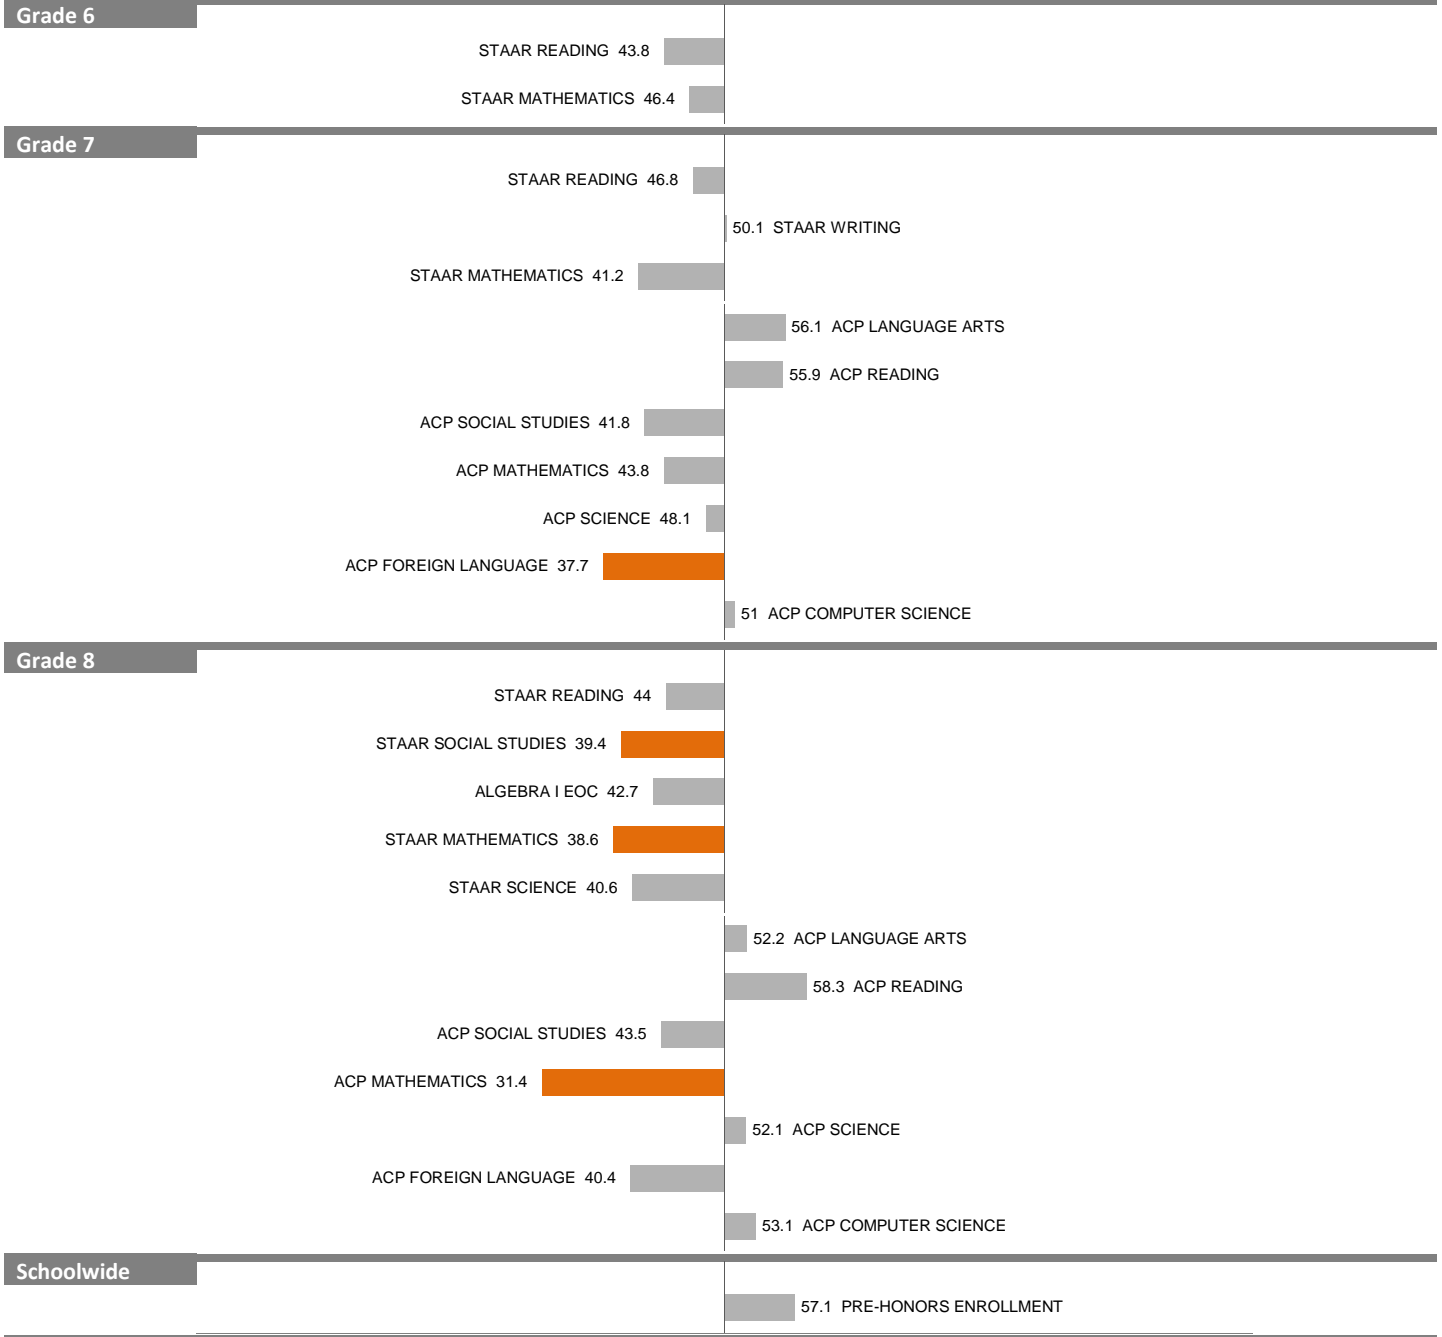 Grade 6
STAAR READING 43.8
STAAR MATHEMATICS 46.4
Grade 7
STAAR READING 46.8
50.1 STAAR WRITING
STAAR MATHEMATICS 41.2
56.1 ACP LANGUAGE ARTS
55.9 ACP READING
ACP SOCIAL STUDIES 41.8
ACP MATHEMATICS 43.8
ACP SCIENCE 48.1
ACP FOREIGN LANGUAGE 37.7
51 ACP COMPUTER SCIENCE
Grade 8
STAAR READING 44
STAAR SOCIAL STUDIES 39.4
ALGEBRA I EOC 42.7
STAAR MATHEMATICS 38.6
STAAR SCIENCE 40.6
52.2 ACP LANGUAGE ARTS
58.3 ACP READING
ACP SOCIAL STUDIES 43.5
ACP MATHEMATICS 31.4
52.1 ACP SCIENCE
ACP FOREIGN LANGUAGE 40.4
53.1 ACP COMPUTER SCIENCE
Schoolwide
57.1 PRE-HONORS ENROLLMENT